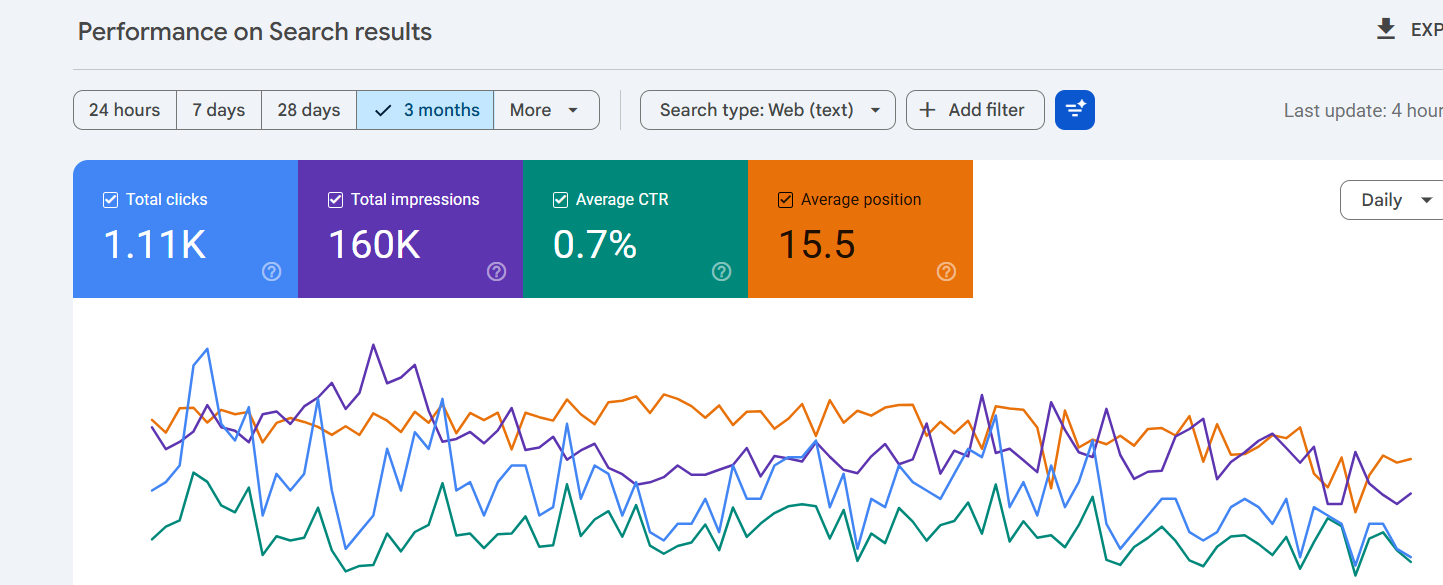 Performance on Search results
EXP
24 hours 7 days 28 days 3 months More Search type: Web (text) Add filter Last update: 4 hour
Total clicks Total impressions Average CTR Average position
Daily
1.11K 160K 0.7% 15.5